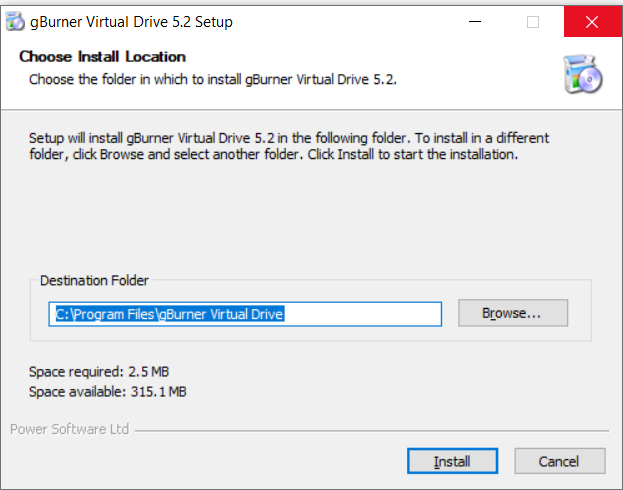 gBurner Virtual Drive 5.2 Setup
Choose Install Location
Choose the folder in which to install gBurner Virtual Drive 5.2.
Setup will install gBurner Virtual Drive 5.2 in the following folder. To install in a different
folder, click Browse and select another folder. Click Install to start the installation.
Destination Folder
C:\Program Files\gBurner Virtual Drive
Browse...
Space required: 2.5 MB
Space available: 315.1 MB
Power Software Ltd
Install
Cancel